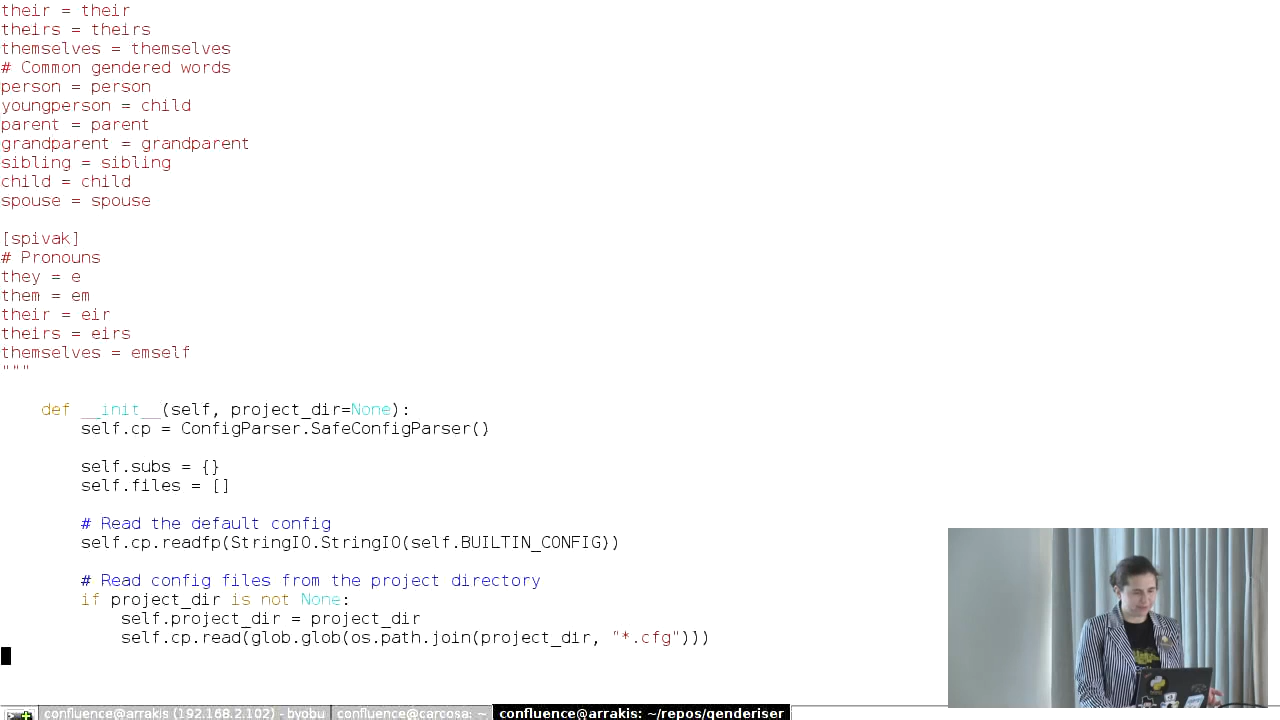 their = their
theirs = theirs
themselves = themselves
# Common gendered words
person = person
youngperson = child
parent = parent
grandparent = grandparent
sibling = sibling
child = child
spouse = spouse
[spivak]
# Pronouns
they = e
them = em
their = eir
theirs = eirs
themselves = emself
"""
def __init__(self, project_dir=None):
self.cp = ConfigParser.SafeConfigParser()
self.subs = {}
self.files = []
# Read the default config
self.cp.readfp(StringIO.StringIO(self.BUILTIN_CONFIG))
# Read config files from the project directory
if project_dir is not None:
self.project_dir = project_dir
self.cp.read(glob.glob(os.path.join(project_dir, "*.cfg")))
confluence@arrakis (192.168.2.102) - byobu confluence@carcosa: ~ confluence@arrakis: ~/repos/genderiser